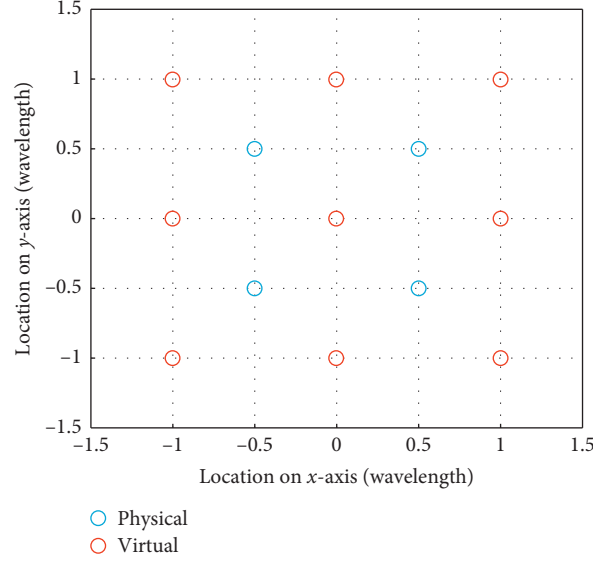 1.5
1
0.5
0
−0.5
−1
−1.5
Location on y-axis (wavelength)
−1.5 −1 −0.5 0 0.5 1 1.5
Location on x-axis (wavelength)
Physical
Virtual